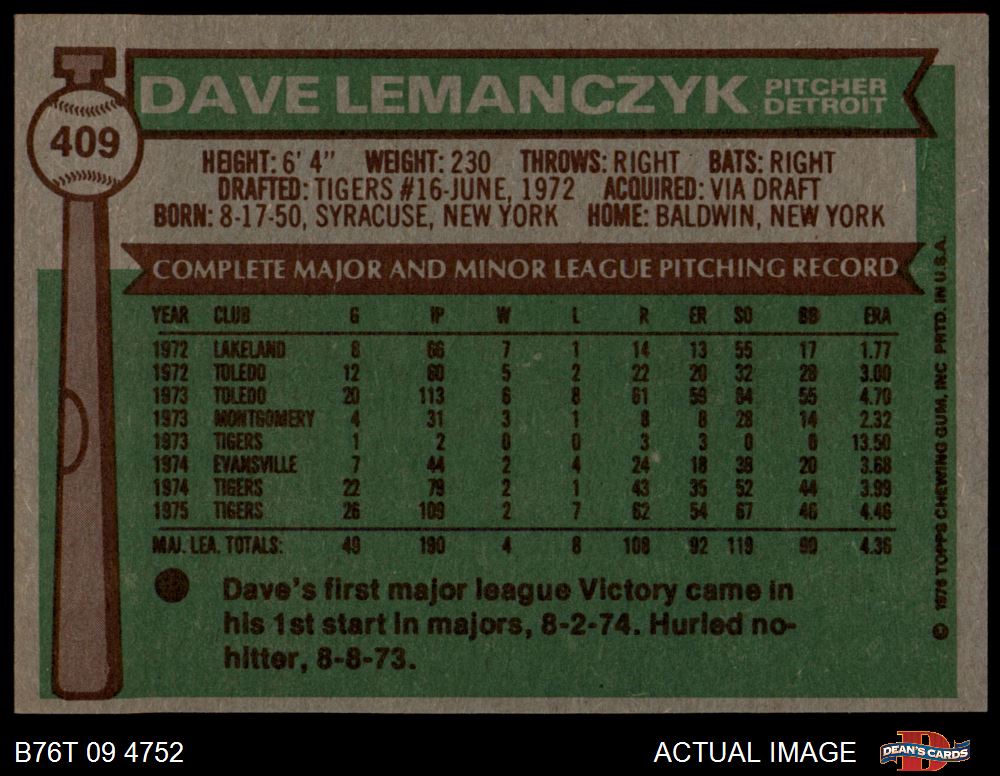 409
DAVE LEMANCZYK PITCHER DETROIT
HEIGHT: 6' 4" WEIGHT: 230 THROWS: RIGHT BATS: RIGHT
DRAFTED: TIGERS #16-JUNE, 1972 ACQUIRED: VIA DRAFT
BORN: 8-17-50, SYRACUSE, NEW YORK HOME: BALDWIN, NEW YORK
COMPLETE MAJOR AND MINOR LEAGUE PITCHING RECORD
YEAR CLUB G IP W L R ER SO BB ERA
1972 LAKELAND 8 66 7 1 14 13 55 17 1.77
1972 TOLEDO 12 60 5 2 22 20 32 28 3.00
1973 TOLEDO 20 113 6 8 61 59 84 55 4.70
1973 MONTGOMERY 4 31 3 1 8 8 28 14 2.32
1973 TIGERS 1 2 0 0 3 3 0 0 13.50
1974 EVANSVILLE 7 44 2 4 24 18 38 20 3.68
1974 TIGERS 22 79 2 1 43 35 52 44 3.99
1975 TIGERS 26 109 2 7 62 54 67 46 4.46
MAJ. LEA. TOTALS: 49 190 4 8 108 92 119 90 4.36
Dave's first major league Victory came in
his 1st start in majors, 8-2-74. Hurled no-
hitter, 8-8-73.
© 1976 TOPPS CHEWING GUM, INC PRTD. IN U.S.A.
B76T 09 4752 ACTUAL IMAGE DEAN'S CARDS